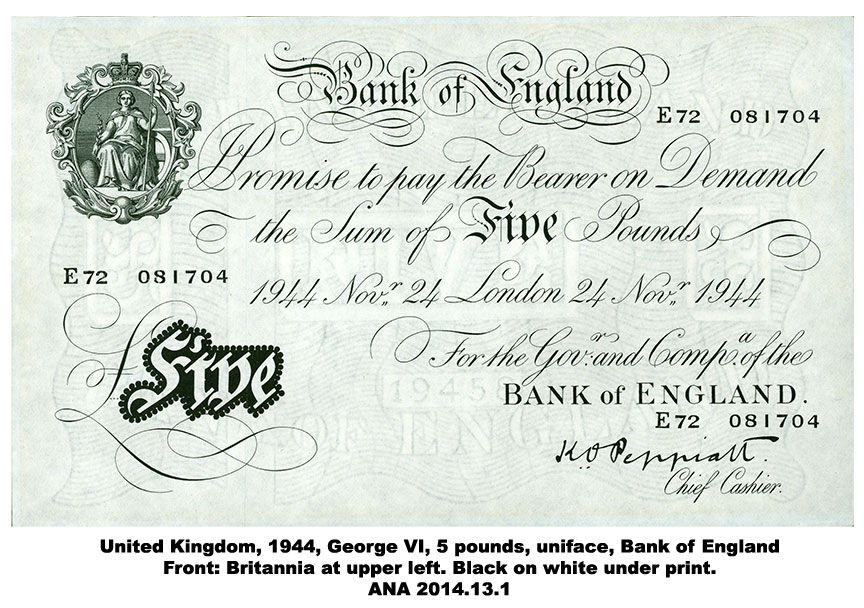 Bank of England
E72 081704
Promise to pay the Bearer on Demand
the Sum of Five Pounds
E72 081704
1944 Novr. 24 London 24 Novr. 1944
Five
For the Govr. and Compa. of the
BANK of ENGLAND.
E72 081704
K O Peppiatt.
Chief Cashier.
United Kingdom, 1944, George VI, 5 pounds, uniface, Bank of England
Front: Britannia at upper left. Black on white under print.
ANA 2014.13.1